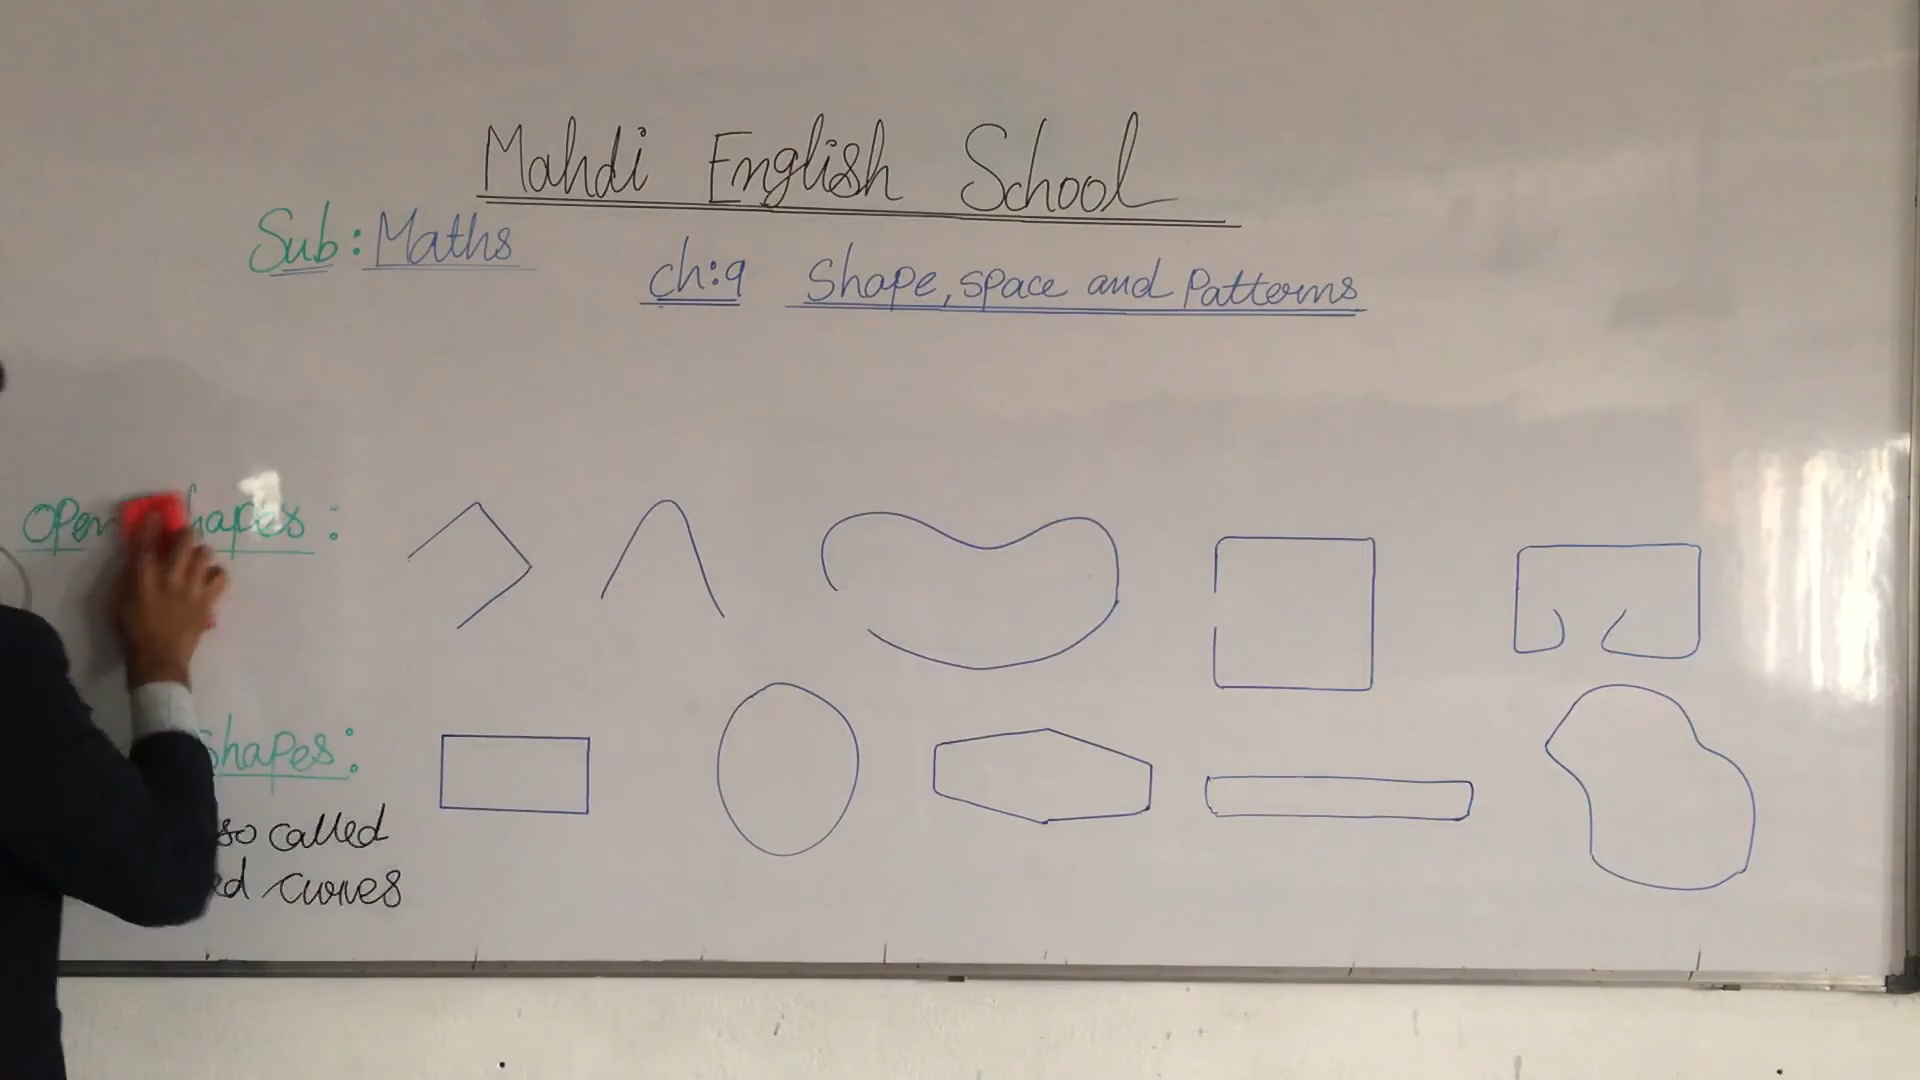 Mahdi English School
Sub: Maths
ch:9 Shape, space and Patterns
Open shapes:
shapes:
so called
ed curves